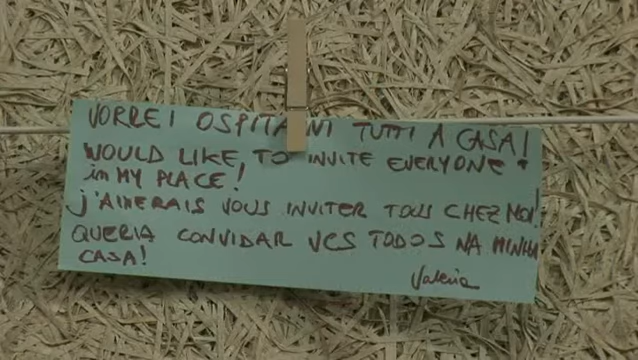 VORREI OSPITARVI TUTTI A CASA!
WOULD LIKE TO INVITE EVERYONE
in MY PLACE!
J'AIMERAIS VOUS INVITER TOUS CHEZ MOI!
QUERIA CONVIDAR VCS TODOS NA MINHA
CASA!
Valeria